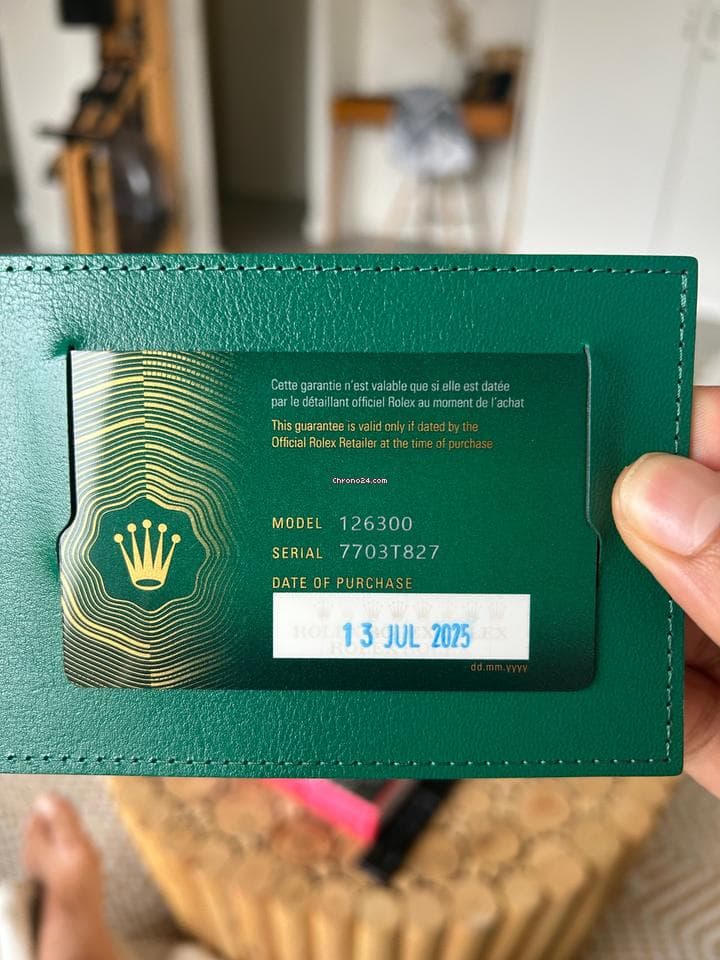 Cette garantie n'est valable que si elle est datée
par le détaillant officiel Rolex au moment de l'achat
This guarantee is valid only if dated by the
Official Rolex Retailer at the time of purchase
Chrono24.com
MODEL 126300
SERIAL 7703T827
DATE OF PURCHASE
13 JUL 2025
dd.mm.yyyy